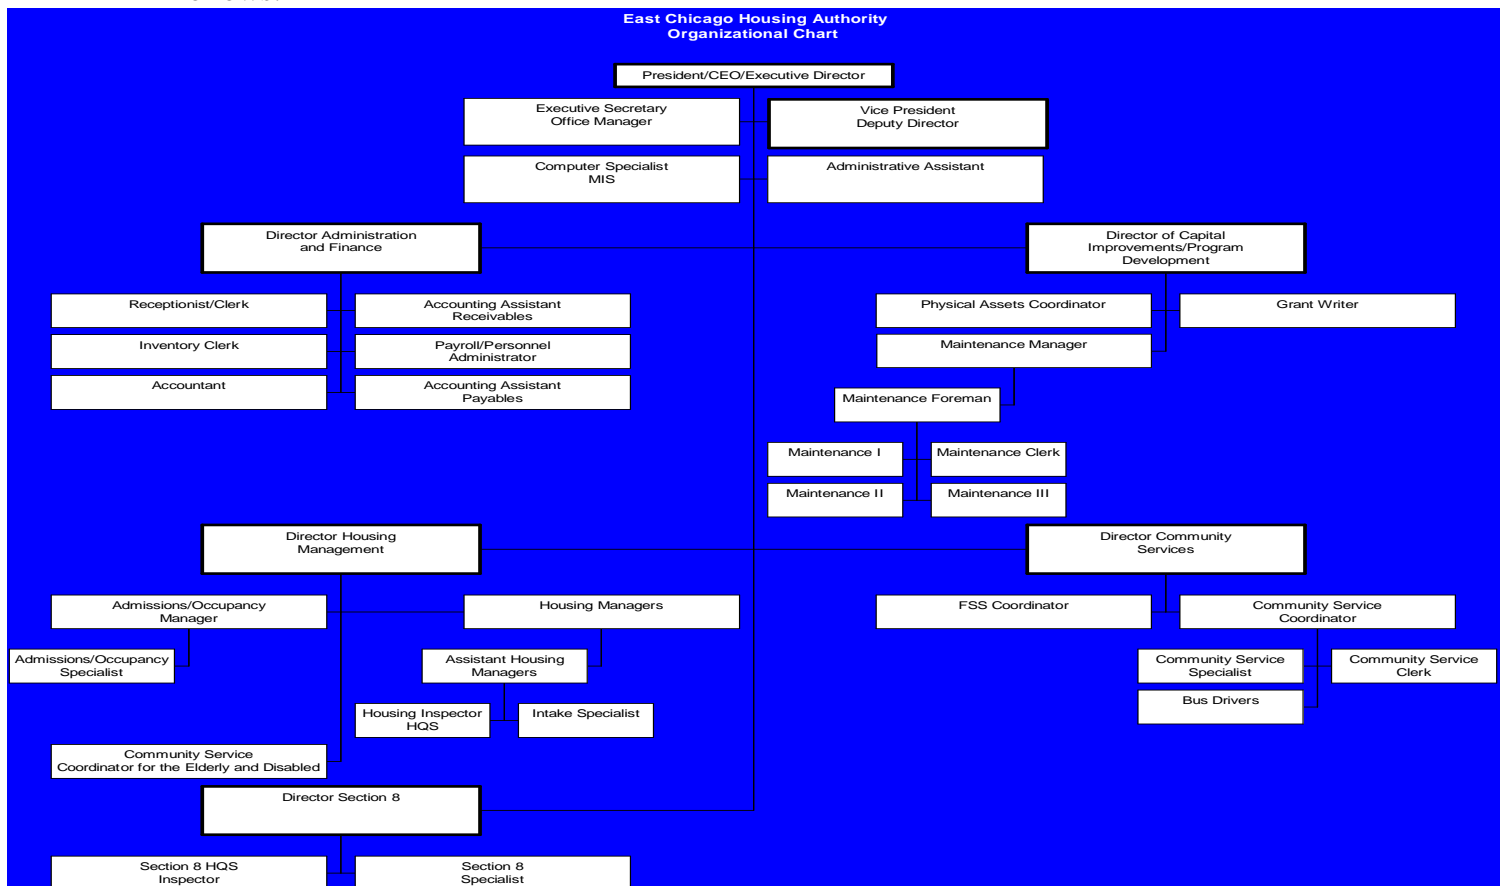 East Chicago Housing Authority
Organizational Chart
President/CEO/Executive Director
Executive Secretary
Office Manager
Vice President
Deputy Director
Computer Specialist
MIS
Administrative Assistant
Director Administration
and Finance
Director of Capital
Improvements/Program
Development
Receptionist/Clerk
Accounting Assistant
Receivables
Physical Assets Coordinator
Grant Writer
Inventory Clerk
Payroll/Personnel
Administrator
Maintenance Manager
Accountant
Accounting Assistant
Payables
Maintenance Foreman
Maintenance I
Maintenance Clerk
Maintenance II
Maintenance III
Director Housing
Management
Director Community
Services
Admissions/Occupancy
Manager
Housing Managers
FSS Coordinator
Community Service
Coordinator
Admissions/Occupancy
Specialist
Assistant Housing
Managers
Community Service
Specialist
Community Service
Clerk
Housing Inspector
HQS
Intake Specialist
Bus Drivers
Community Service
Coordinator for the Elderly and Disabled
Director Section 8
Section 8 HQS
Inspector
Section 8
Specialist